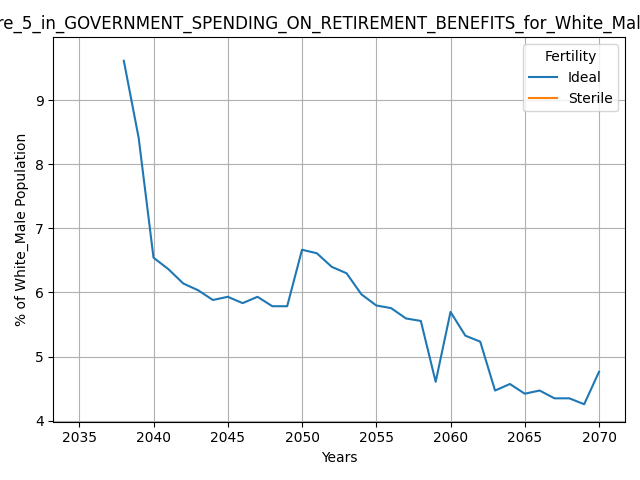 re_5_in_GOVERNMENT_SPENDING_ON_RETIREMENT_BENEFITS_for_White_Mal
Fertility
Ideal
Sterile
% of White_Male Population
9
8
7
6
5
4
2035 2040 2045 2050 2055 2060 2065 2070
Years